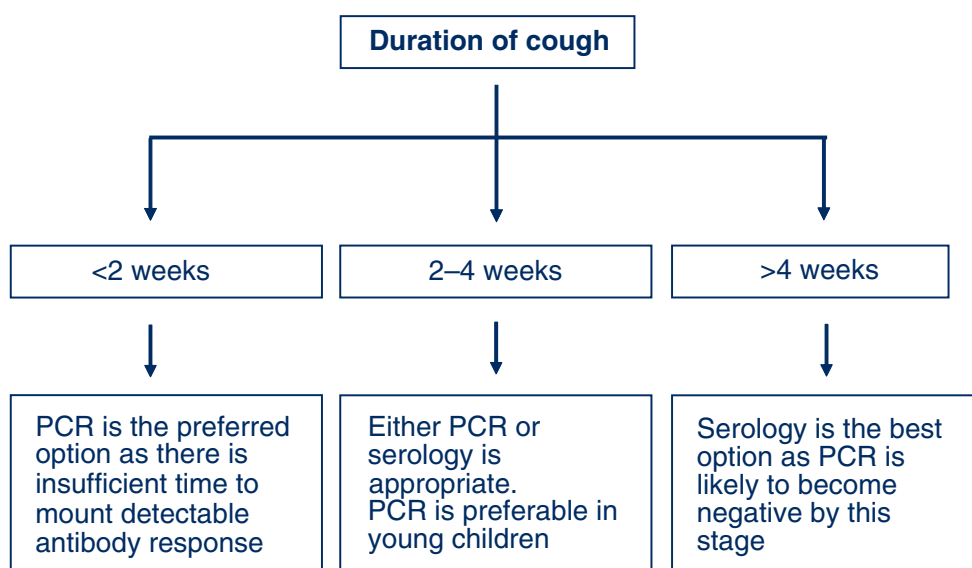 Duration of cough
<2 weeks
2–4 weeks
>4 weeks
PCR is the preferred
option as there is
insufficient time to
mount detectable
antibody response
Either PCR or
serology is
appropriate.
PCR is preferable in
young children
Serology is the best
option as PCR is
likely to become
negative by this
stage